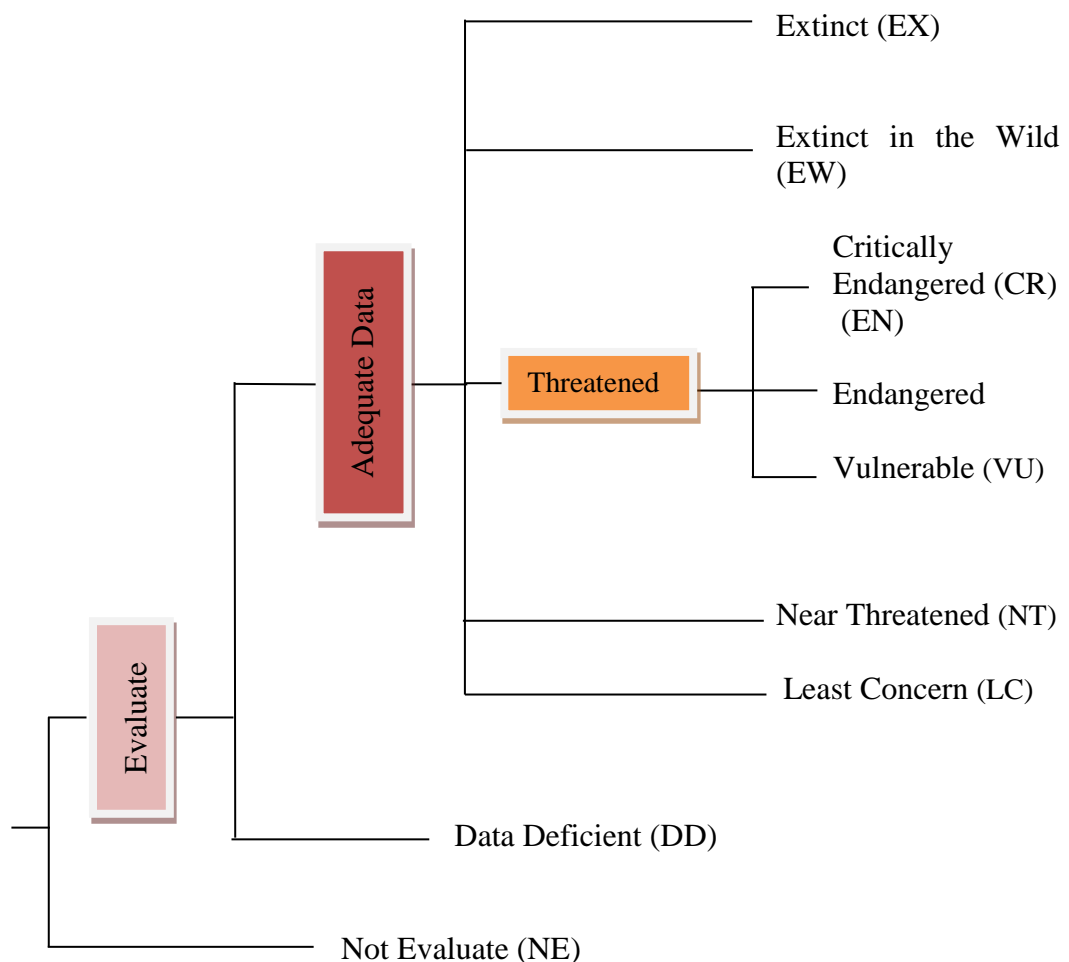 Extinct (EX)
Extinct in the Wild
(EW)
Critically
Endangered (CR)
(EN)
Adequate Data
Threatened
Endangered
Vulnerable (VU)
Near Threatened (NT)
Least Concern (LC)
Evaluate
Data Deficient (DD)
Not Evaluate (NE)